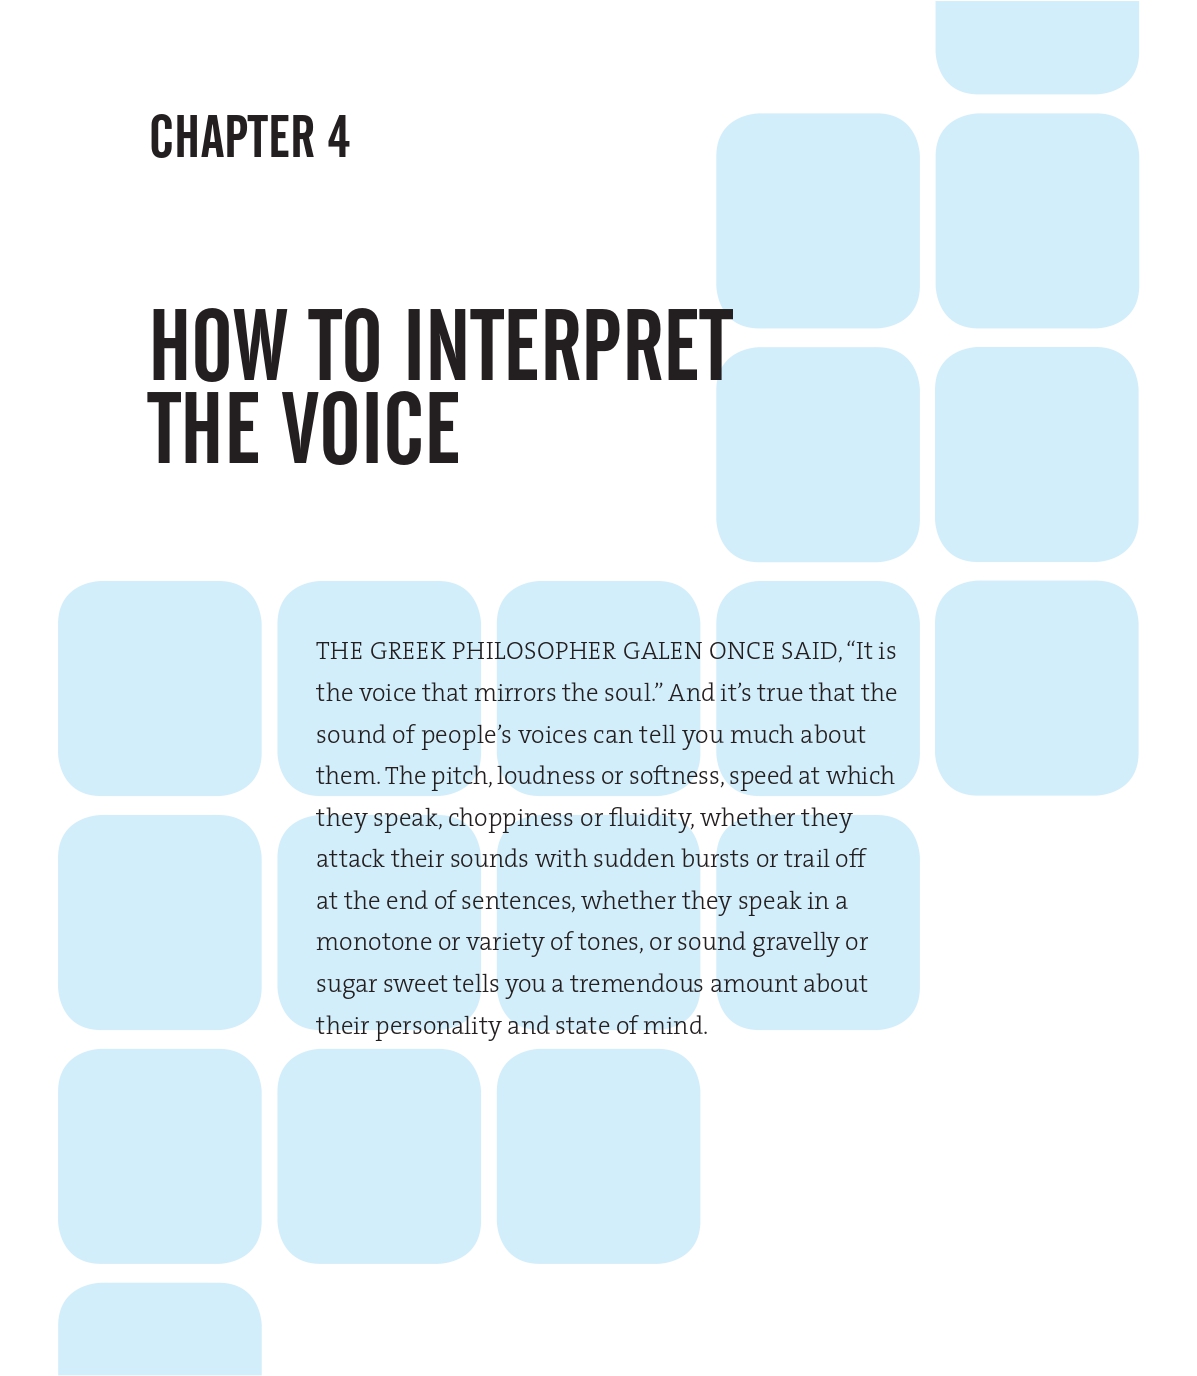 CHAPTER 4
HOW TO INTERPRET
THE VOICE
THE GREEK PHILOSOPHER GALEN ONCE SAID, “It is
the voice that mirrors the soul.” And it’s true that the
sound of people’s voices can tell you much about
them. The pitch, loudness or softness, speed at which
they speak, choppiness or fluidity, whether they
attack their sounds with sudden bursts or trail off
at the end of sentences, whether they speak in a
monotone or variety of tones, or sound gravelly or
sugar sweet tells you a tremendous amount about
their personality and state of mind.